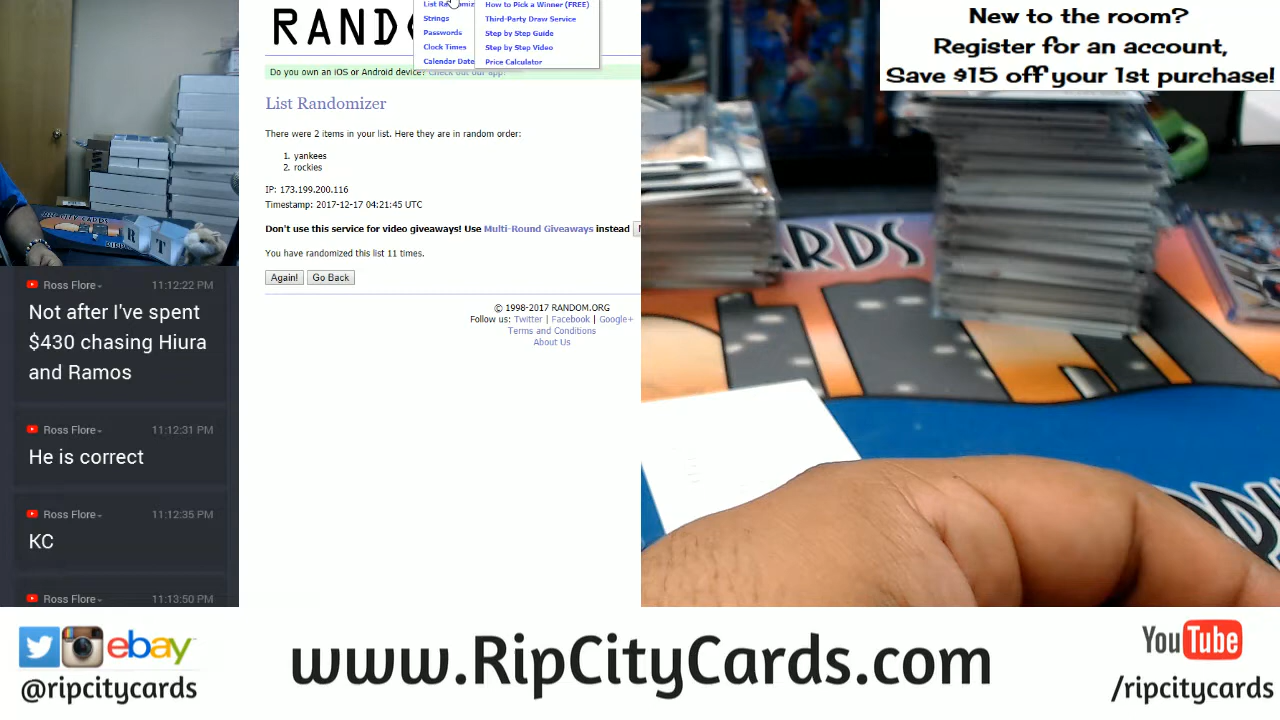 RAND
List Randomiz
Strings
Passwords
Clock Times
Calendar Date
How to Pick a Winner (FREE)
Third-Party Draw Service
Step by Step Guide
Step by Step Video
Price Calculator
Do you own an iOS or Android device? Check out our app!
List Randomizer
There were 2 items in your list. Here they are in random order:
1. yankees
2. rockies
IP: 173.199.200.116
Timestamp: 2017-12-17 04:21:45 UTC
Don't use this service for video giveaways! Use Multi-Round Giveaways instead
You have randomized this list 11 times.
Again! Go Back
© 1998-2017 RANDOM.ORG
Follow us: Twitter | Facebook | Google+
Terms and Conditions
About Us
New to the room?
Register for an account,
Save $15 off your 1st purchase!
RIP CITY CARDS
R T
Ross Flore 11:12:22 PM
Not after I've spent
$430 chasing Hiura
and Ramos
Ross Flore 11:12:31 PM
He is correct
Ross Flore 11:12:35 PM
KC
Ross Flore 11:13:50 PM
ARDS
ebay
@ripcitycards
www.RipCityCards.com
YouTube
/ripcitycards